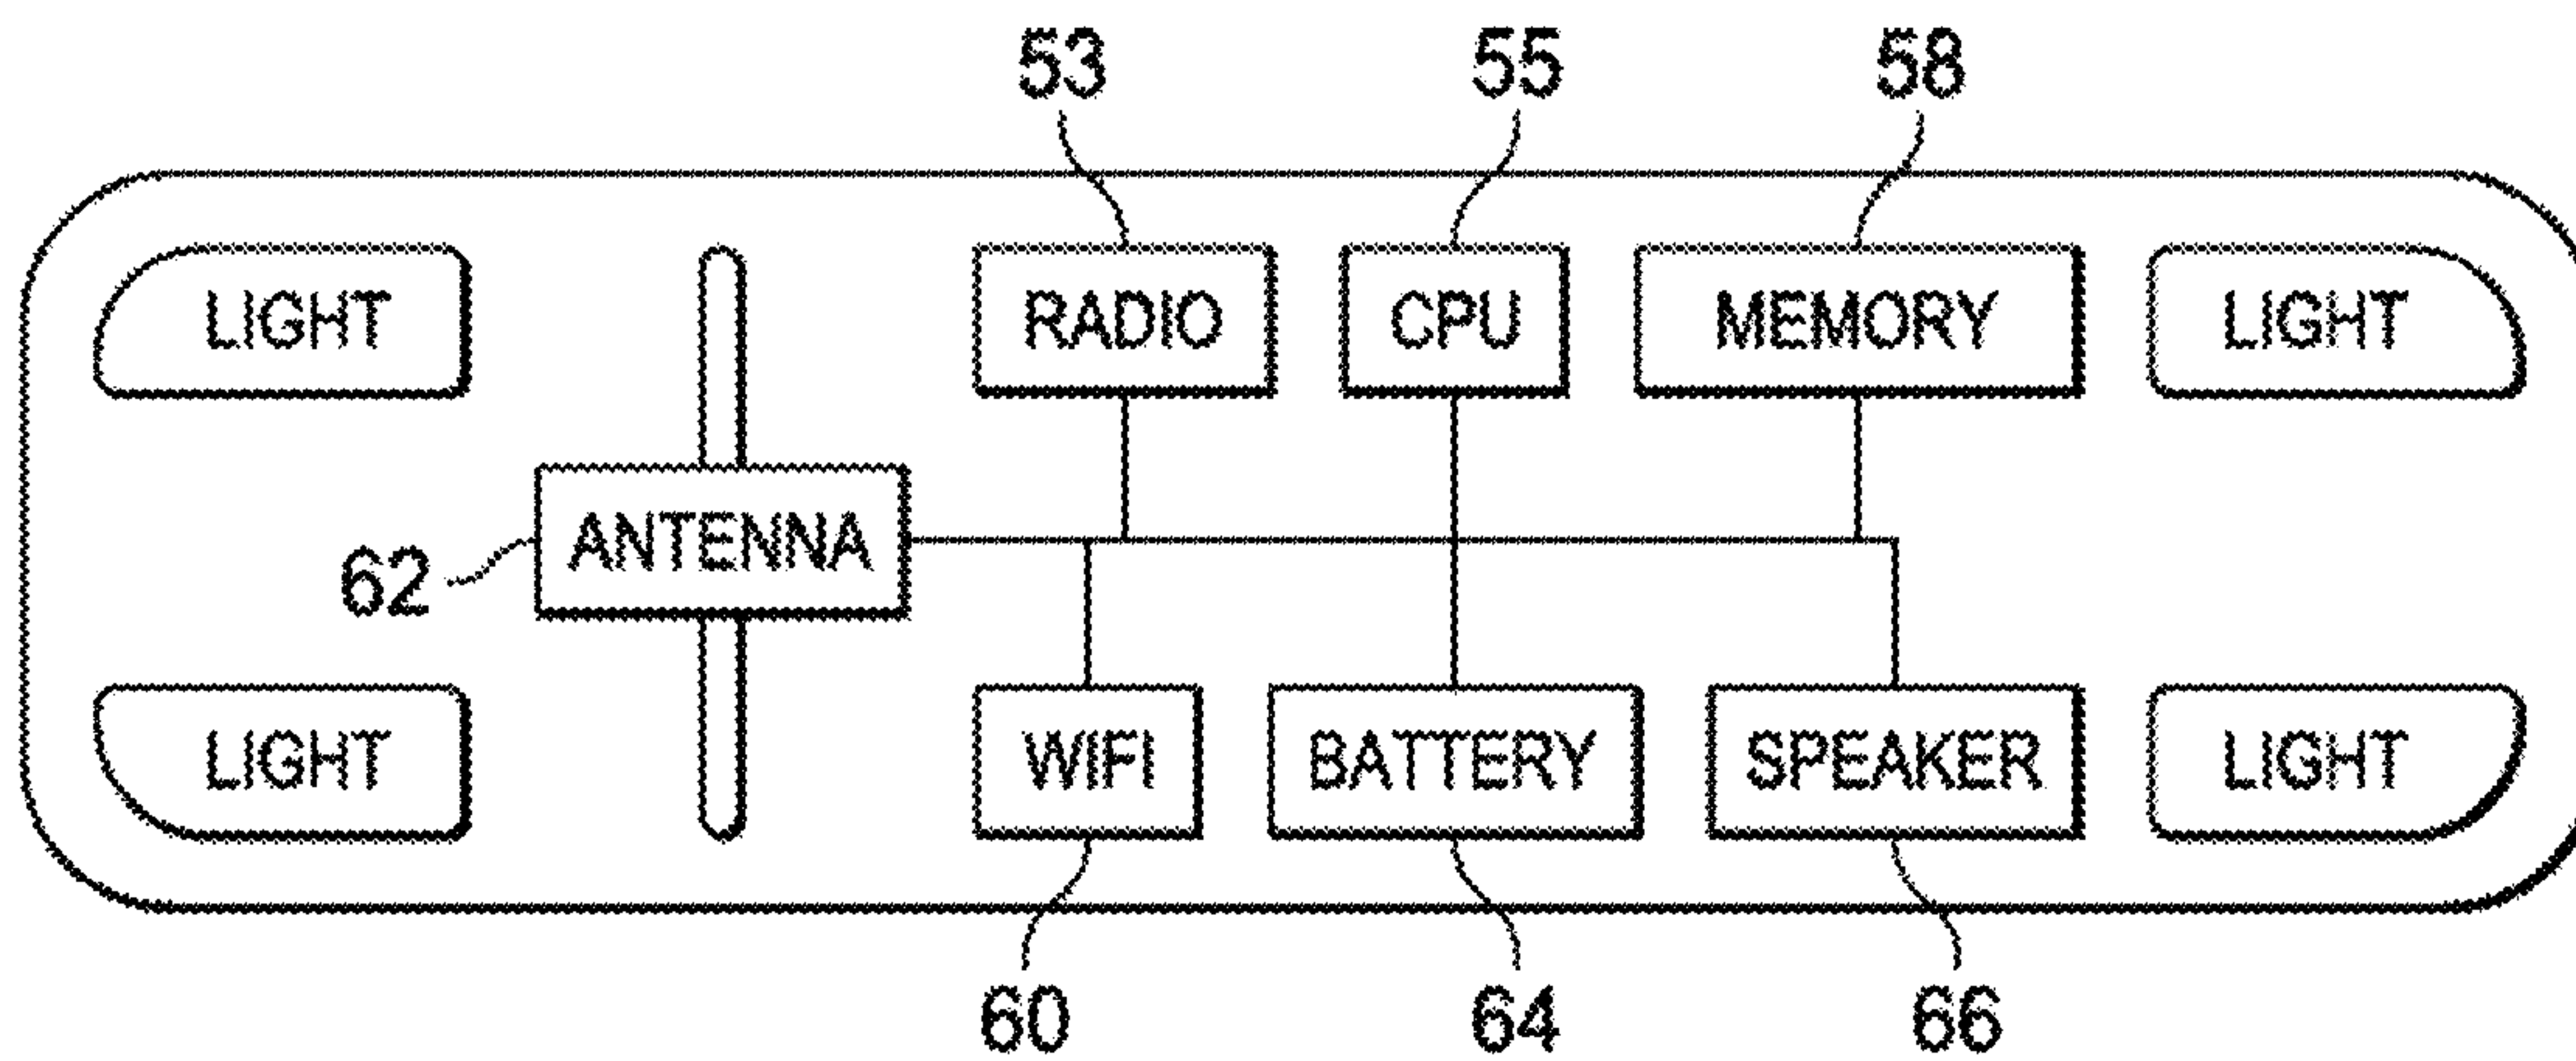 53 55 58
LIGHT RADIO CPU MEMORY LIGHT
ANTENNA
62
LIGHT WIFI BATTERY SPEAKER LIGHT
60 64 66